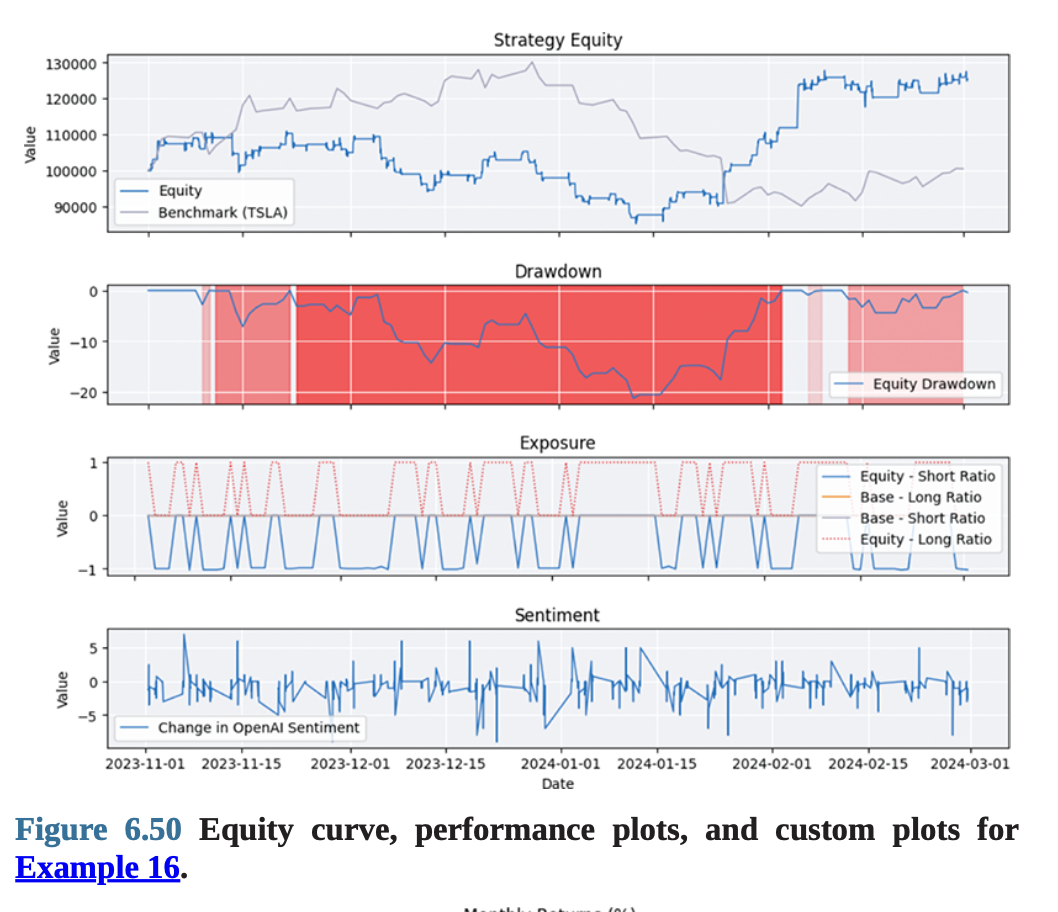 Strategy Equity
130000
120000
110000
100000
90000
Value
Equity
Benchmark (TSLA)
Drawdown
0
−10
−20
Value
Equity Drawdown
Exposure
1
0
−1
Value
Equity - Short Ratio
Base - Long Ratio
Base - Short Ratio
Equity - Long Ratio
Sentiment
5
0
−5
Value
Change in OpenAI Sentiment
2023-11-01 2023-11-15 2023-12-01 2023-12-15 2024-01-01 2024-01-15 2024-02-01 2024-02-15 2024-03-01
Date
Figure 6.50 Equity curve, performance plots, and custom plots for
Example 16.
Monthly Returns (%)